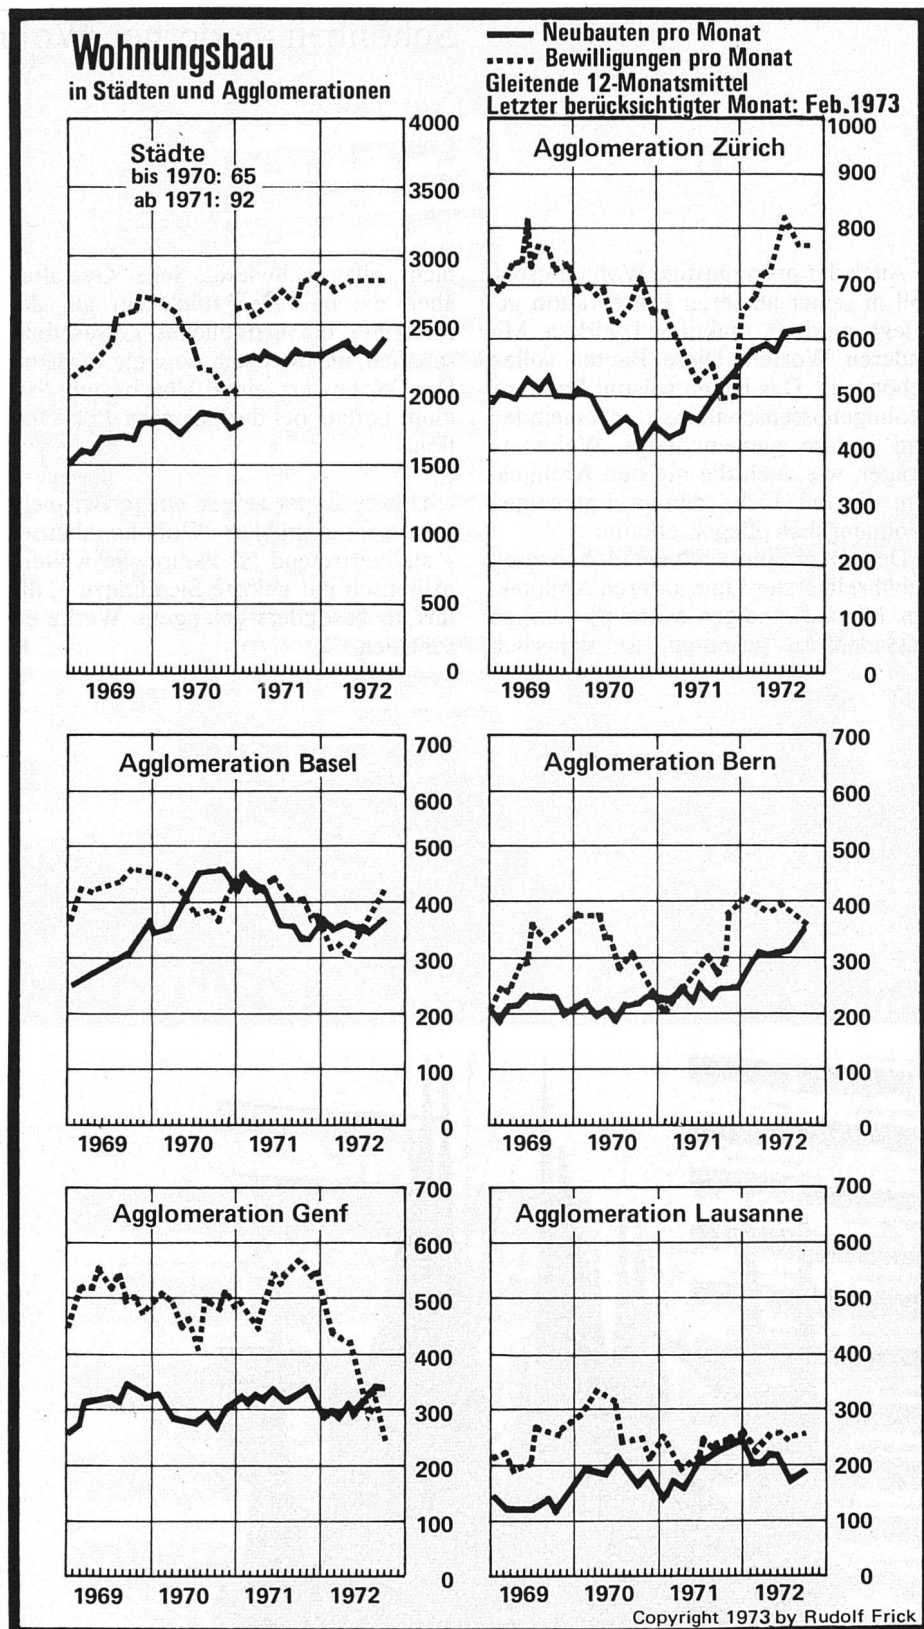 Wohnungsbau
in Städten und Agglomerationen
Neubauten pro Monat
Bewilligungen pro Monat
Gleitende 12-Monatsmittel
Letzter berücksichtigter Monat: Feb.1973
Städte
bis 1970: 65
ab 1971: 92
4000
3500
3000
2500
2000
1500
1000
500
0
1969 1970 1971 1972
Agglomeration Zürich
1000
900
800
700
600
500
400
300
200
100
0
1969 1970 1971 1972
Agglomeration Basel
700
600
500
400
300
200
100
0
1969 1970 1971 1972
Agglomeration Bern
700
600
500
400
300
200
100
0
1969 1970 1971 1972
Agglomeration Genf
700
600
500
400
300
200
100
0
1969 1970 1971 1972
Agglomeration Lausanne
700
600
500
400
300
200
100
0
1969 1970 1971 1972
Copyright 1973 by Rudolf Frick